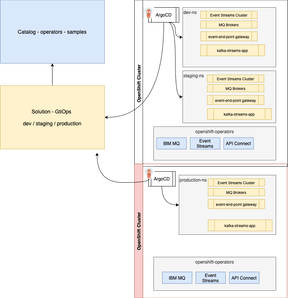 Catalog - operators - samples
Solution - GitOps
dev / staging / production
OpenShift Cluster
ArgoCD
dev-ns
Event Streams Cluster
MQ Brokers
event-end-point gateway
kafka-streams-app
staging-ns
Event Streams Cluster
MQ Brokers
event-end-point gateway
kafka-streams-app
openshift-operators
IBM MQ
Event
Streams
API Connect
OpenShift Cluster
ArgoCD
production-ns
Event Streams Cluster
MQ Brokers
event-end-point gateway
kafka-streams-app
openshift-operators
IBM MQ
Event
Streams
API Connect